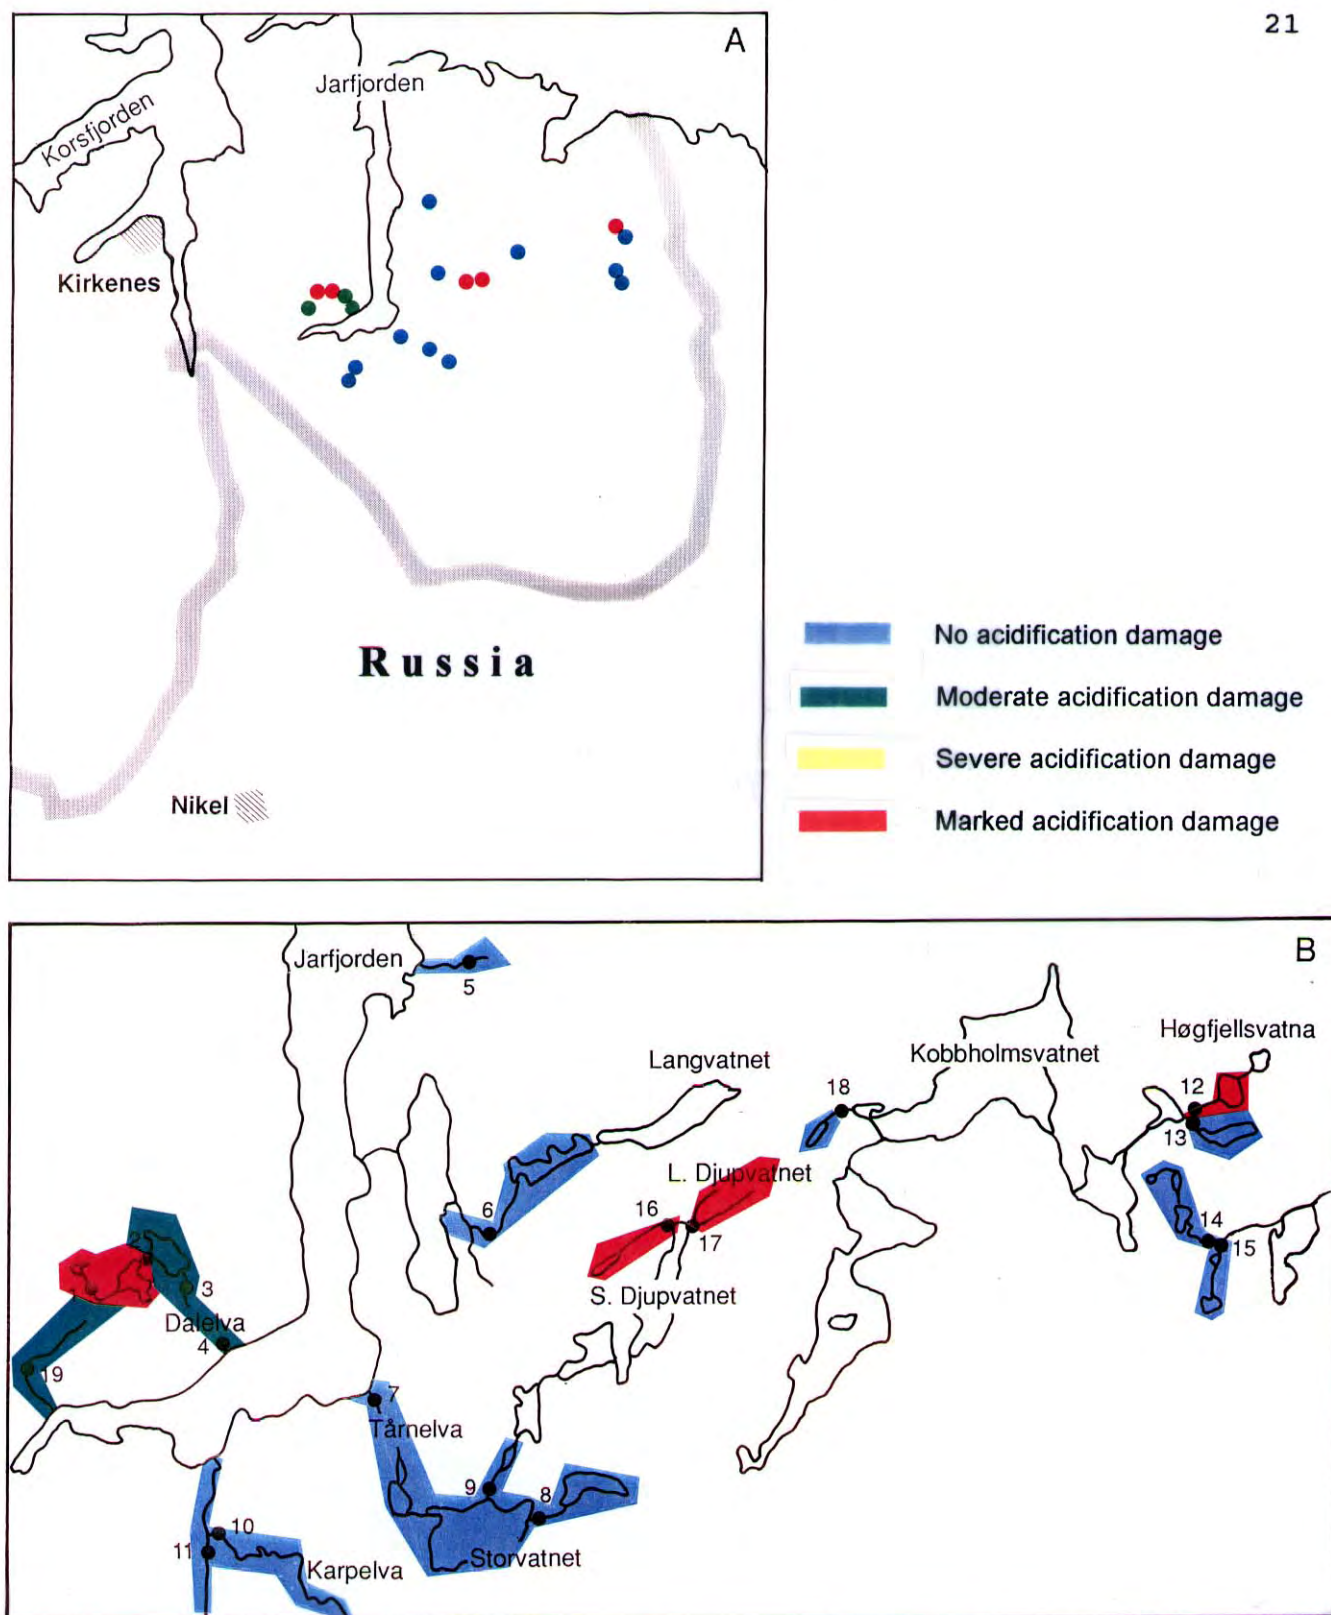 21
A
Jarfjorden
Korsfjorden
Kirkenes
Russia
Nikel
No acidification damage
Moderate acidification damage
Severe acidification damage
Marked acidification damage
B
Jarfjorden
5
Høgfjellsvatna
Langvatnet
Kobbholmsvatnet
18
12
13
L. Djupvatnet
6
16
17
14
15
2
3
S. Djupvatnet
Dalelva
4
19
7
Tårnelva
9
8
10
11
Storvatnet
Karpelva